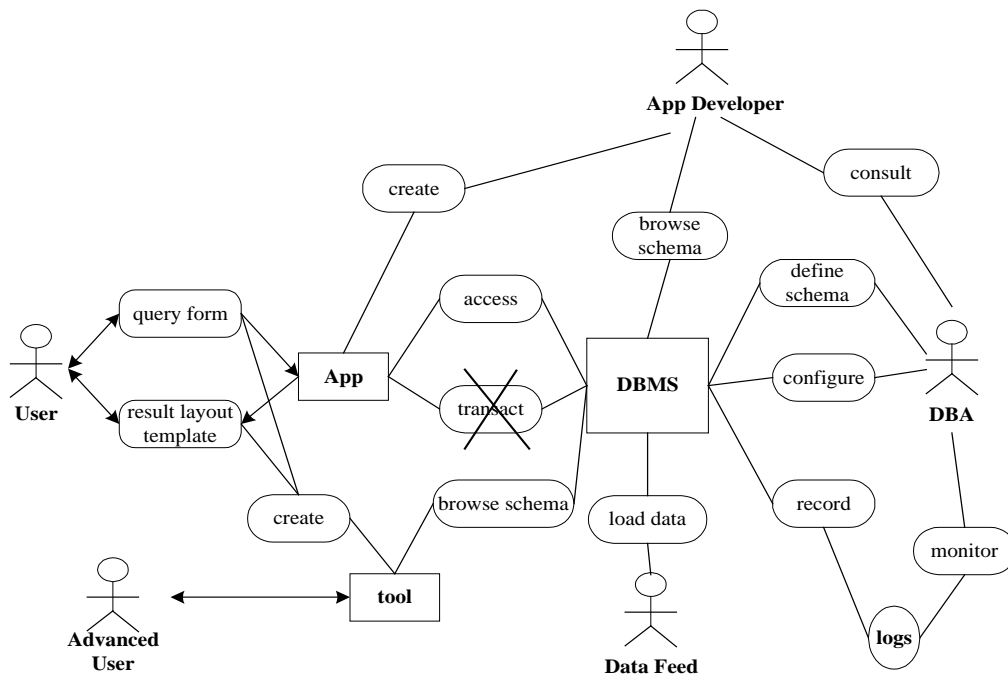 App Developer
create
consult
browse
schema
define
schema
access
query form
App
DBMS
configure
User
result layout
template
transact
DBA
browse schema
record
create
load data
monitor
tool
Advanced
User
Data Feed
logs